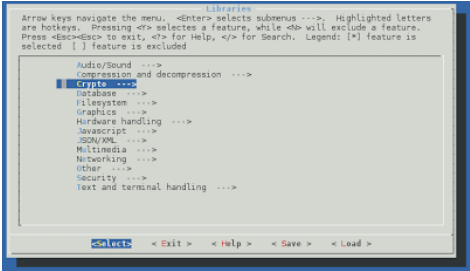 Libraries
Arrow keys navigate the menu. <Enter> selects submenus --->. Highlighted letters
are hotkeys. Pressing <Y> selectes a feature, while <N> will exclude a feature.
Press <Esc><Esc> to exit, <?> for Help, </> for Search. Legend: [*] feature is
selected [ ] feature is excluded
Audio/Sound --->
Compression and decompression --->
Crypto --->
Database --->
Filesystem --->
Graphics --->
Hardware handling --->
Javascript --->
JSON/XML --->
Multimedia --->
Networking --->
Other --->
Security --->
Text and terminal handling --->
<Select> < Exit > < Help > < Save > < Load >